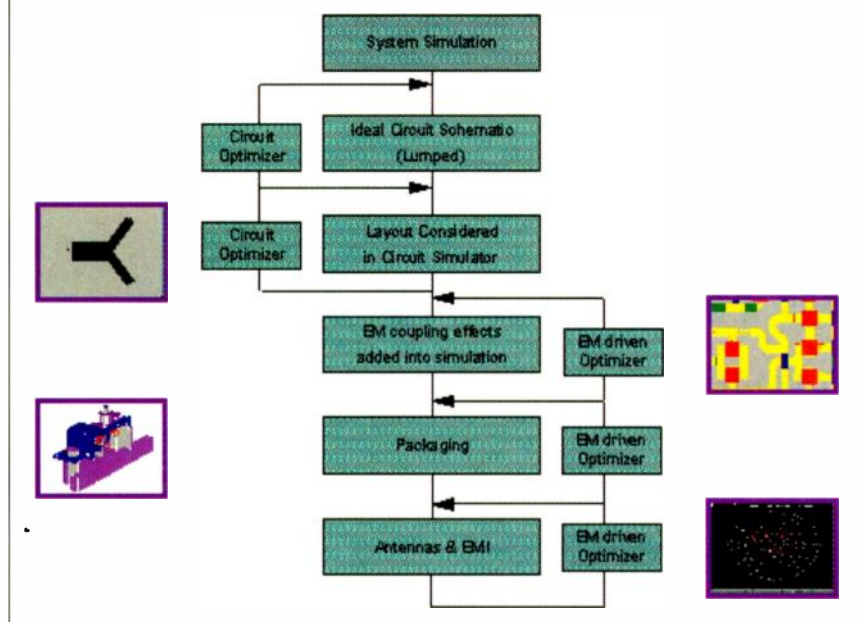 System Simulation
Circuit
Optimizer
Ideal Circuit Schematic
(Lumped)
Circuit
Optimizer
Layout Considered
in Circuit Simulator
EM coupling effects
added into simulation
EM driven
Optimizer
Packaging
EM driven
Optimizer
Antennas & EMI
EM driven
Optimizer